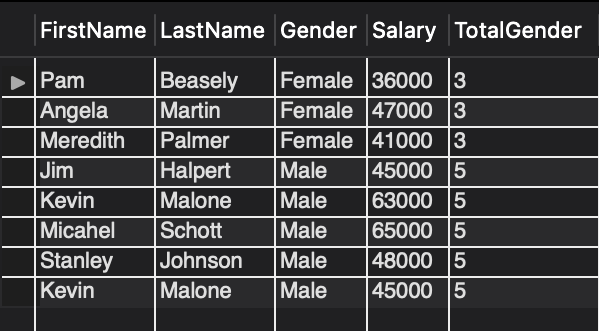 FirstName LastName Gender Salary TotalGender
Pam Beasely Female 36000 3
Angela Martin Female 47000 3
Meredith Palmer Female 41000 3
Jim Halpert Male 45000 5
Kevin Malone Male 63000 5
Micahel Schott Male 65000 5
Stanley Johnson Male 48000 5
Kevin Malone Male 45000 5